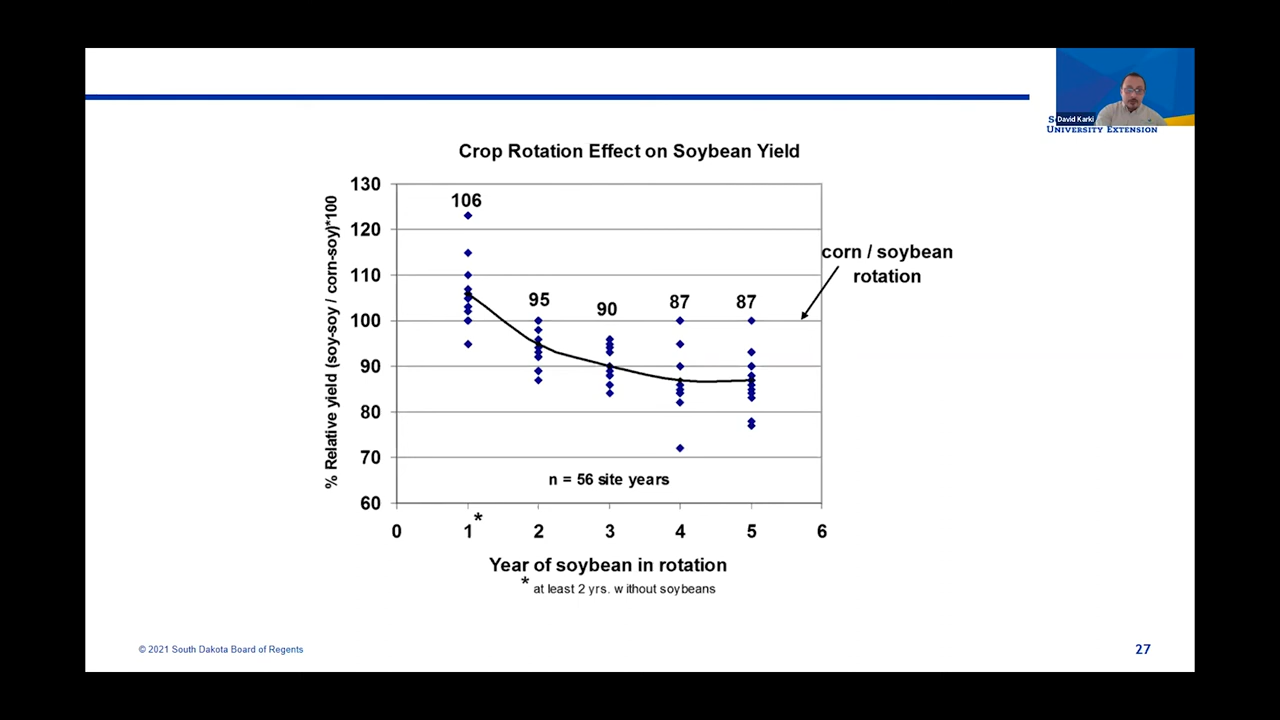 David Karki
UNIVERSITY EXTENSION
Crop Rotation Effect on Soybean Yield
% Relative yield (soy-soy / corn-soy)*100
130
120
110
100
90
80
70
60
106
95
90
87
87
corn / soybean
rotation
n = 56 site years
0
1*
2
3
4
5
6
Year of soybean in rotation
* at least 2 yrs. without soybeans
© 2021 South Dakota Board of Regents
27